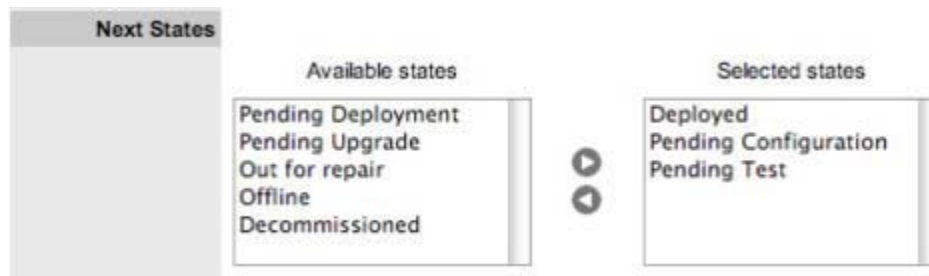 Next States
Available states
Selected states
Pending Deployment
Pending Upgrade
Out for repair
Offline
Decommissioned
Deployed
Pending Configuration
Pending Test